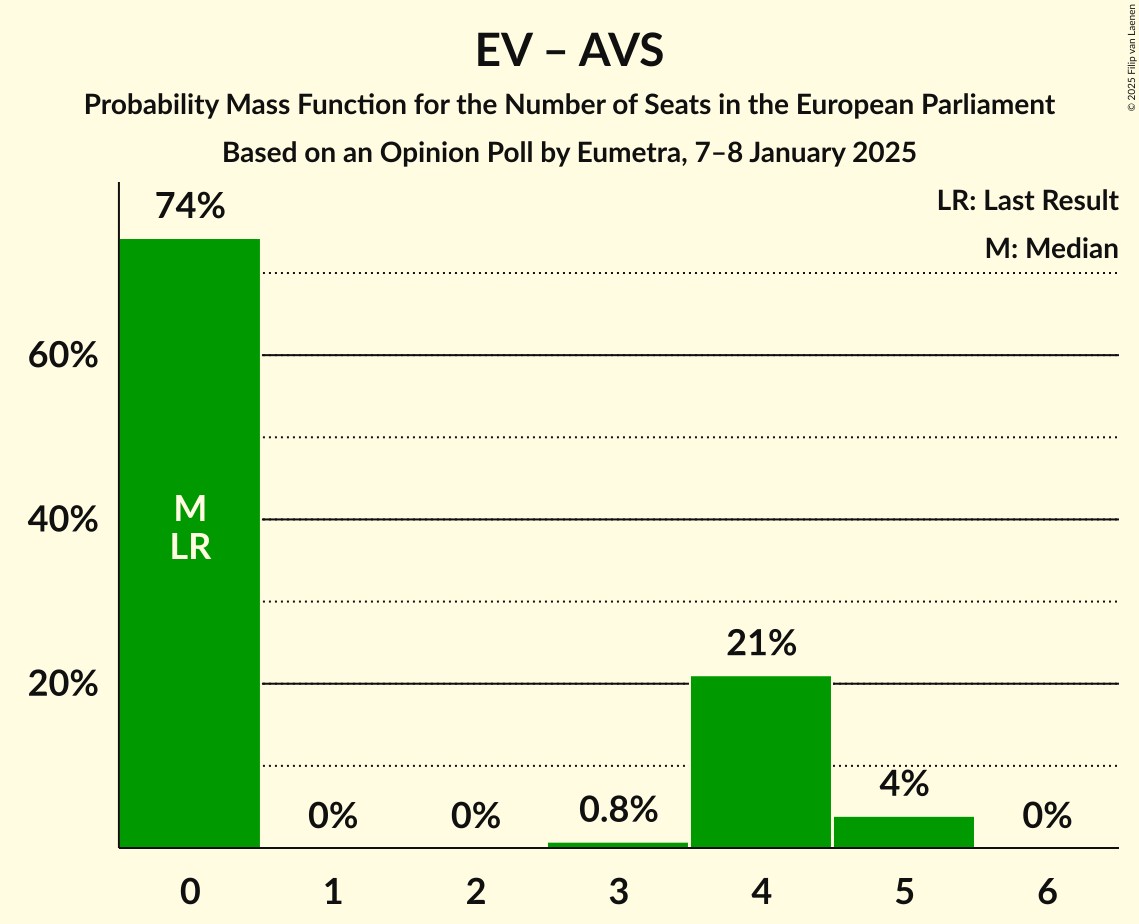 EV – AVS
Probability Mass Function for the Number of Seats in the European Parliament
Based on an Opinion Poll by Eumetra, 7–8 January 2025
© 2025 Filip van Laenen
LR: Last Result
M: Median
74%
60%
40%
20%
M
LR
0%
0%
0.8%
21%
4%
0%
0
1
2
3
4
5
6